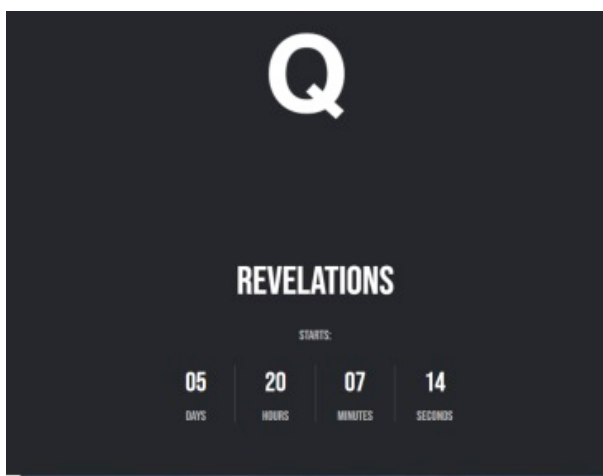 Q
REVELATIONS
STARTS:
05 20 07 14
DAYS HOURS MINUTES SECONDS